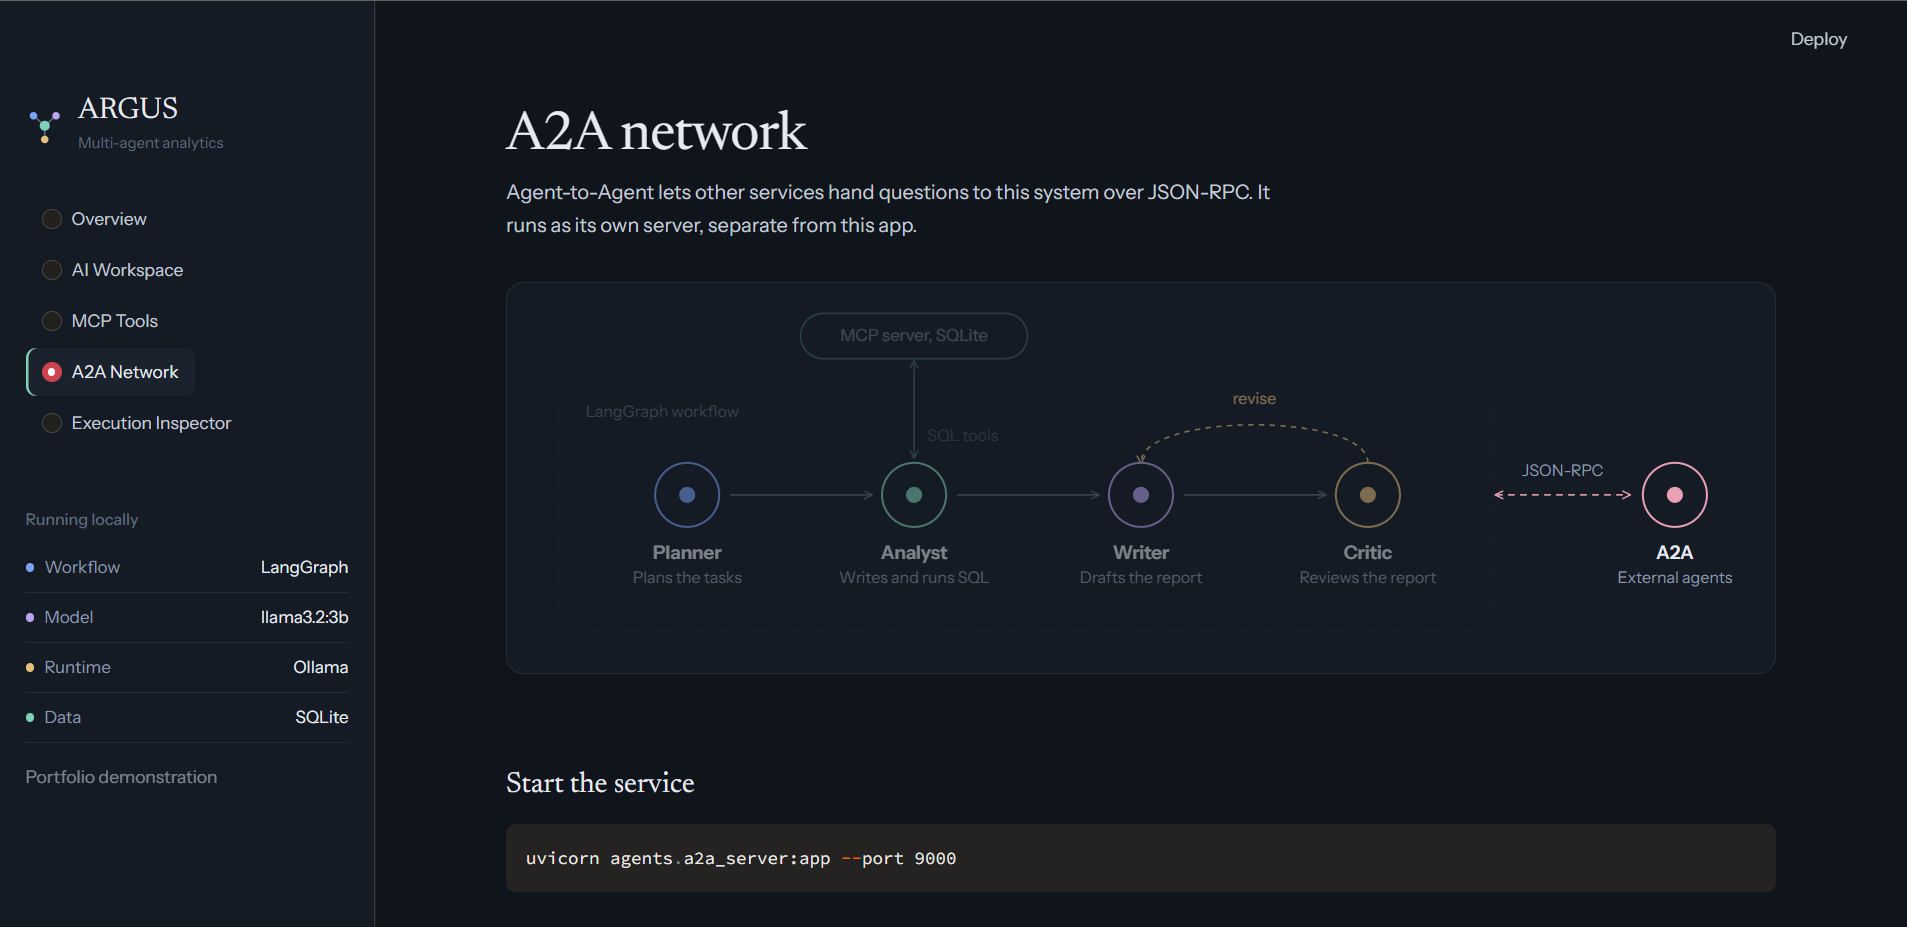 Deploy
ARGUS
Multi-agent analytics
Overview
AI Workspace
MCP Tools
A2A Network
Execution Inspector
Running locally
Workflow LangGraph
Model llama3.2:3b
Runtime Ollama
Data SQLite
Portfolio demonstration
A2A network
Agent-to-Agent lets other services hand questions to this system over JSON-RPC. It
runs as its own server, separate from this app.
MCP server, SQLite
LangGraph workflow
revise
SQL tools
JSON-RPC
Planner
Plans the tasks
Analyst
Writes and runs SQL
Writer
Drafts the report
Critic
Reviews the report
A2A
External agents
Start the service
uvicorn agents.a2a_server:app --port 9000